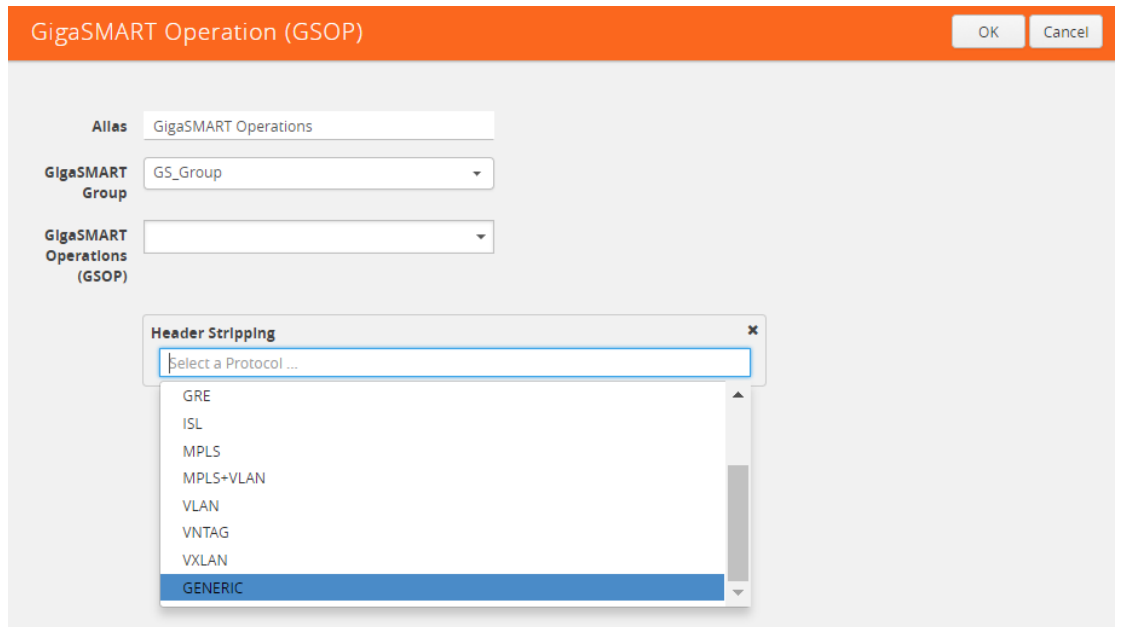 GigaSMART Operation (GSOP)
OK
Cancel
Alias
GigaSMART Operations
GigaSMART
Group
GS_Group
GigaSMART
Operations
(GSOP)
Header Stripping
Select a Protocol ...
GRE
ISL
MPLS
MPLS+VLAN
VLAN
VNTAG
VXLAN
GENERIC